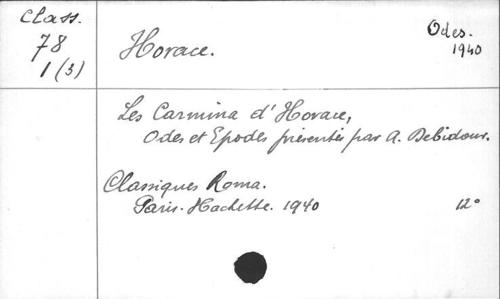 Class.
78
1 (3)
Horace.
Odes.
1940
Les Carmina d'Horace,
Odes et Epodes présentés par A. Debidour.
Classiques Roma.
Paris. Hachette. 1940
12°